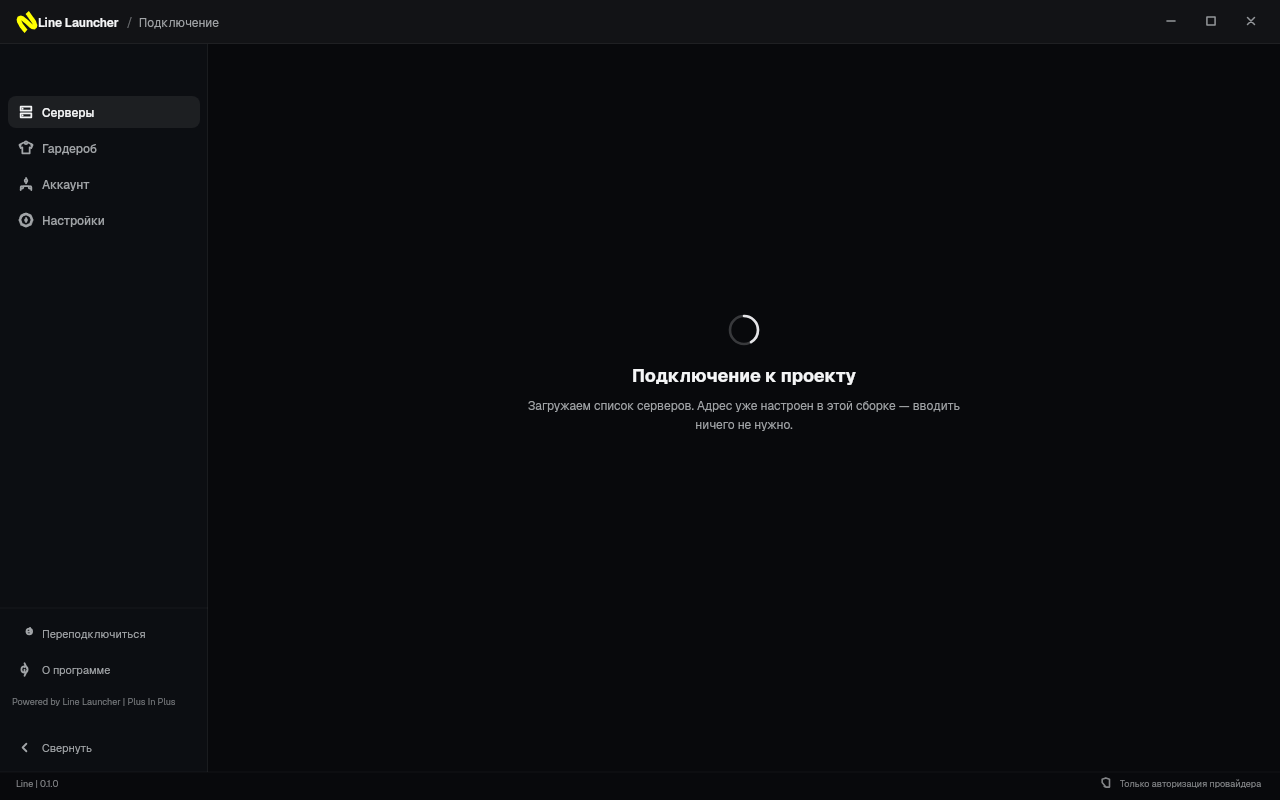 Line Launcher / Подключение
Серверы
Гардероб
Аккаунт
Настройки
Подключение к проекту
Загружаем список серверов. Адрес уже настроен в этой сборке — вводить
ничего не нужно.
Переподключиться
О программе
Powered by Line Launcher | Plus In Plus
Свернуть
Line | 0.1.0
Только авторизация провайдера